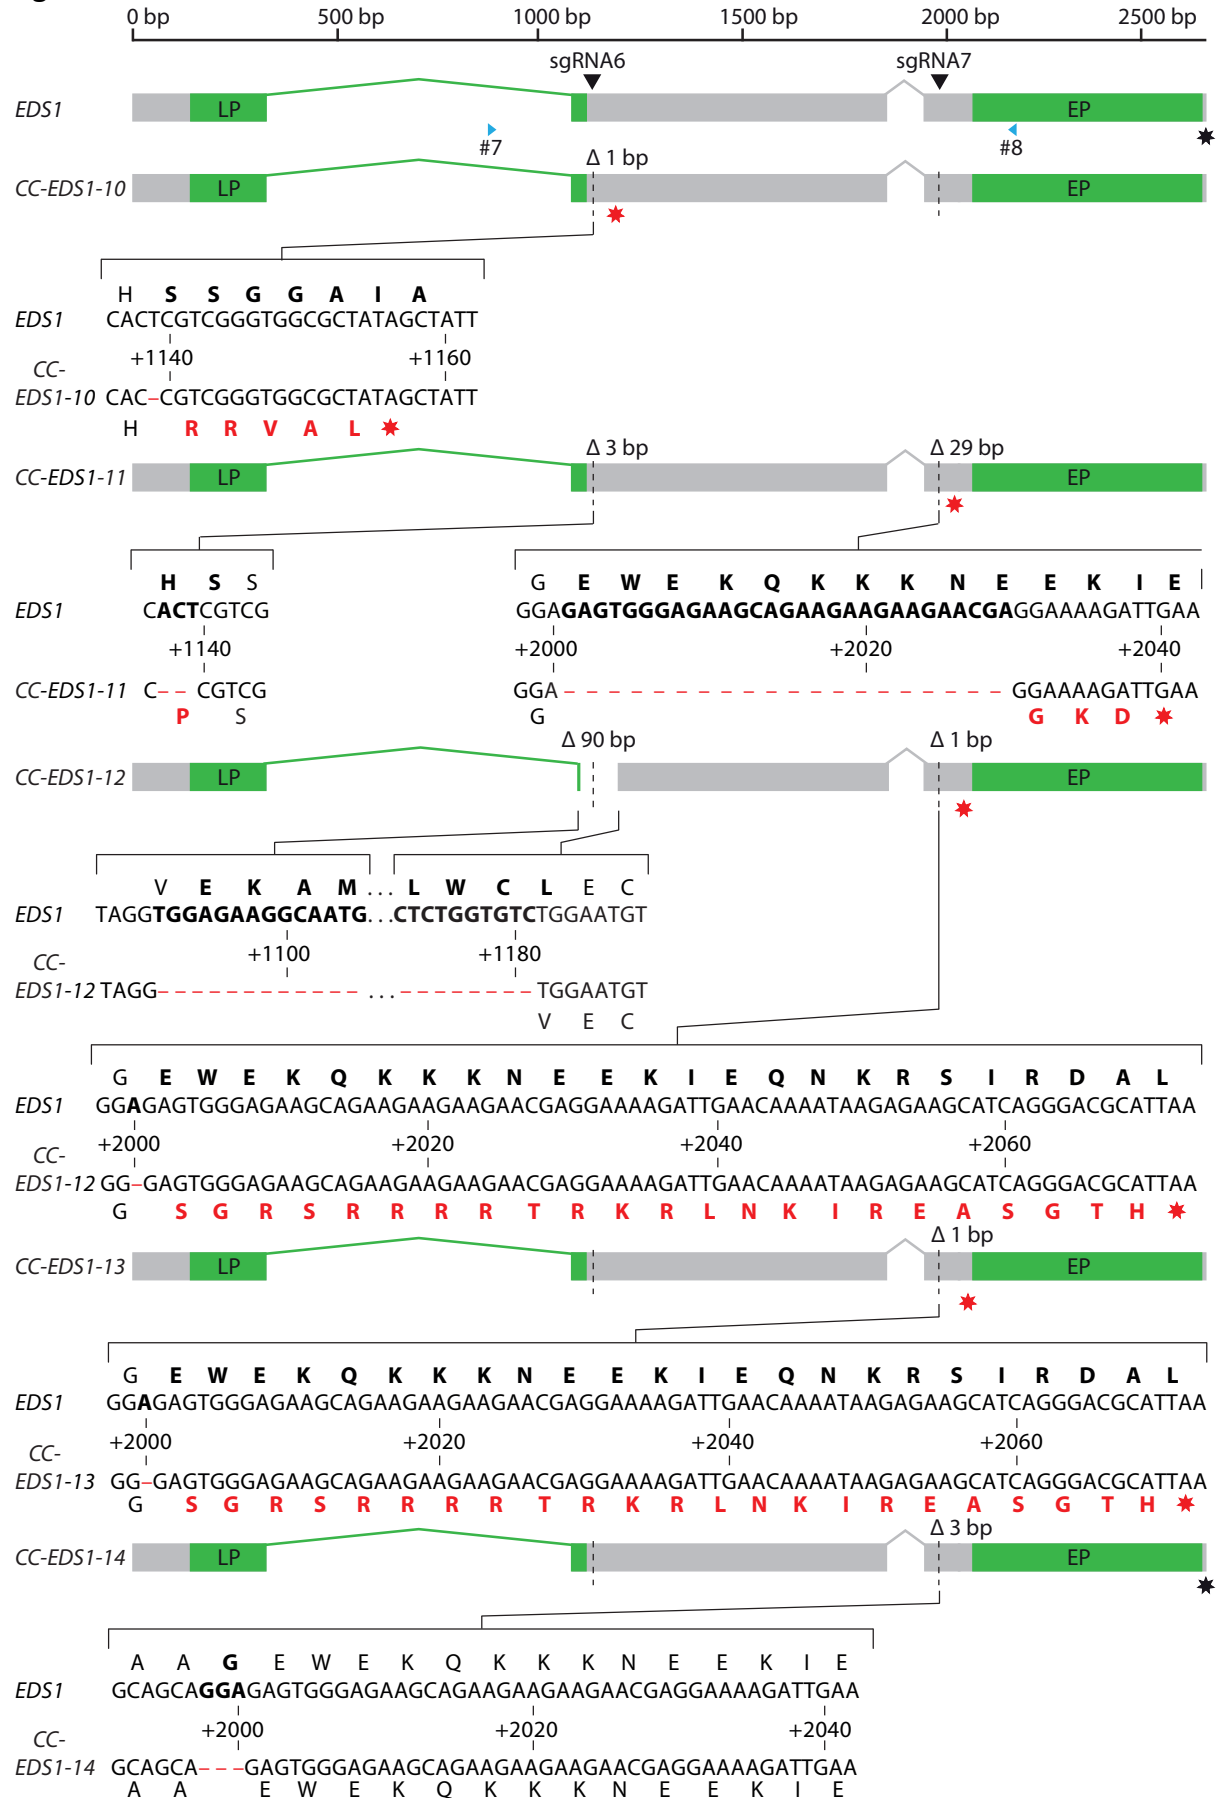 0 bp 500 bp 1000 bp 1500 bp 2000 bp 2500 bp
sgRNA6 sgRNA7
EDS1 LP EP
#7 #8
Δ 1 bp
CC-EDS1-10 LP EP
H S S G G A I A
EDS1 CACTCGTCGGGTGGCGCTATAGCTATT
+1140 +1160
CC-
EDS1-10 CAC–CGTCGGGTGGCGCTATAGCTATT
H R R V A L
Δ 3 bp Δ 29 bp
CC-EDS1-11 LP EP
H S S G E W E K Q K K K N E E K I E
EDS1 CACTCGTCG GGAGAGTGGGAGAAGCAGAAGAAGAAGAACGAGGAAAAGATTGAA
+1140 +2000 +2020 +2040
CC-EDS1-11 C–– CGTCG GGA–––––––––––––––––––––––––GGAAAAGATTGAA
P S G G K D
Δ 90 bp Δ 1 bp
CC-EDS1-12 LP EP
V E K A M...L W C L E C
EDS1 TAGGTGGAGAAGGCAATG...CTCTGGTGTCTGGAATGT
+1100 +1180
CC-
EDS1-12 TAGG–––––––––––––...–––––––––TGGAATGT
V E C
G E W E K Q K K K N E E K I E Q N K R S I R D A L
EDS1 GGAGAGTGGGAGAAGCAGAAGAAGAAGAACGAGGAAAAGATTGAACAAAATAAGAGAAGCATCAGGGACGCATTAA
+2000 +2020 +2040 +2060
CC-
EDS1-12 GG–GAGTGGGAGAAGCAGAAGAAGAAGAACGAGGAAAAGATTGAACAAAATAAGAGAAGCATCAGGGACGCATTAA
G S G R S R R R R T R K R L N K I R E A S G T H
Δ 1 bp
CC-EDS1-13 LP EP
G E W E K Q K K K N E E K I E Q N K R S I R D A L
EDS1 GGAGAGTGGGAGAAGCAGAAGAAGAAGAACGAGGAAAAGATTGAACAAAATAAGAGAAGCATCAGGGACGCATTAA
+2000 +2020 +2040 +2060
CC-
EDS1-13 GG–GAGTGGGAGAAGCAGAAGAAGAAGAACGAGGAAAAGATTGAACAAAATAAGAGAAGCATCAGGGACGCATTAA
G S G R S R R R R T R K R L N K I R E A S G T H
Δ 3 bp
CC-EDS1-14 LP EP
A A G E W E K Q K K K N E E K I E
EDS1 GCAGCAGGAGAGTGGGAGAAGCAGAAGAAGAAGAACGAGGAAAAGATTGAA
+2000 +2020 +2040
CC-
EDS1-14 GCAGCA–––GAGTGGGAGAAGCAGAAGAAGAAGAACGAGGAAAAGATTGAA
A A E W E K Q K K K N E E K I E